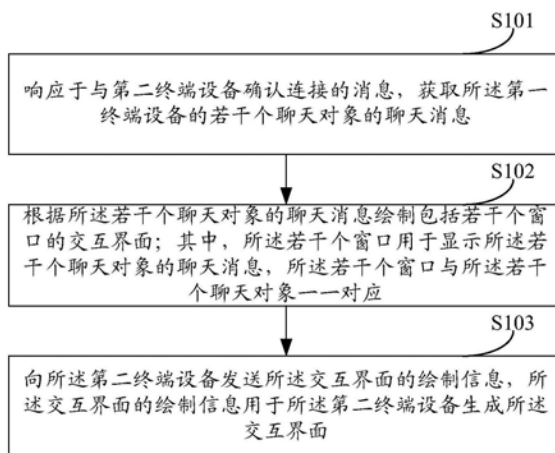 S101
响应于与第二终端设备确认连接的消息，获取所述第一
终端设备的若干个聊天对象的聊天消息
S102
根据所述若干个聊天对象的聊天消息绘制包括若干个窗
口的交互界面；其中，所述若干个窗口用于显示所述若
干个聊天对象的聊天消息，所述若干个窗口与所述若干
个聊天对象一一对应
S103
向所述第二终端设备发送所述交互界面的绘制信息，所
述交互界面的绘制信息用于所述第二终端设备生成所述
交互界面